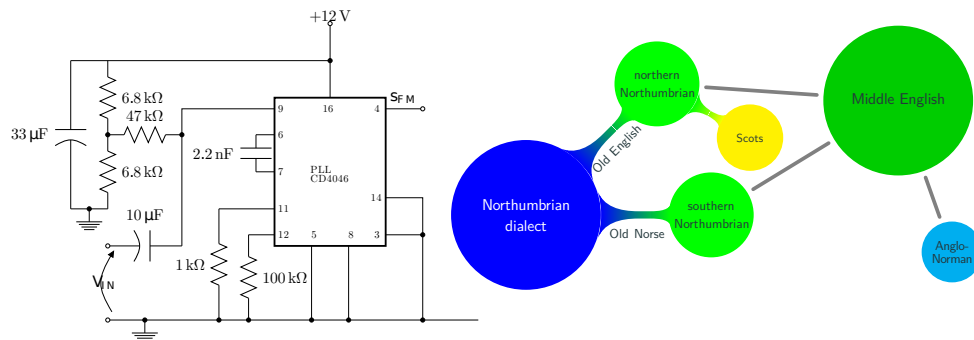 +12 V
6.8 kΩ
47 kΩ
33 µF
6.8 kΩ
10 µF
V_IN
2.2 nF
9
16
4
6
7
PLL
CD4046
14
11
12
5
8
3
S_FM
1 kΩ
100 kΩ
northern
Northumbrian
Middle English
Scots
Old English
Northumbrian
dialect
southern
Northumbrian
Old Norse
Anglo-
Norman